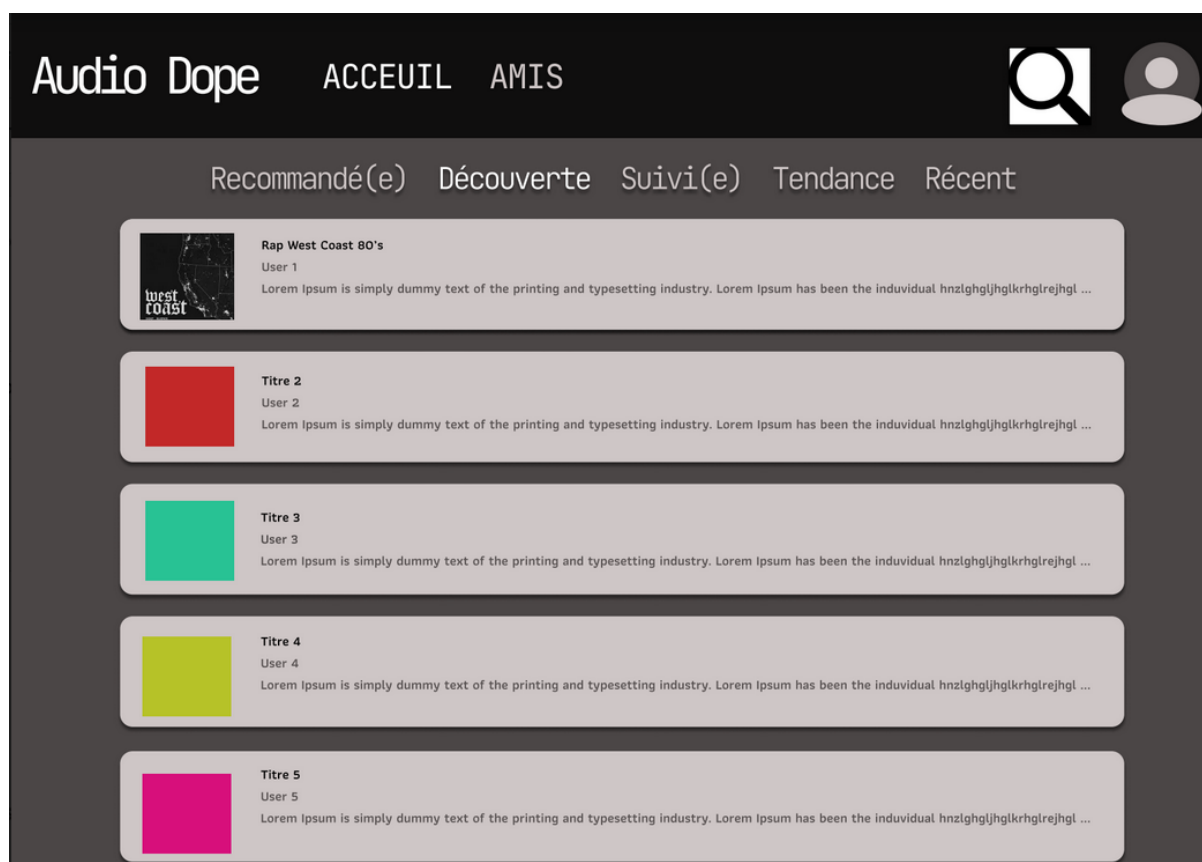 Audio Dope ACCEUIL AMIS
Recommandé(e) Découverte Suivi(e) Tendance Récent
west
coast
Rap West Coast 80's
User 1
Lorem Ipsum is simply dummy text of the printing and typesetting industry. Lorem Ipsum has been the induvidual hnzlghgljhglkrhglrejhgl ...
Titre 2
User 2
Lorem Ipsum is simply dummy text of the printing and typesetting industry. Lorem Ipsum has been the induvidual hnzlghgljhglkrhglrejhgl ...
Titre 3
User 3
Lorem Ipsum is simply dummy text of the printing and typesetting industry. Lorem Ipsum has been the induvidual hnzlghgljhglkrhglrejhgl ...
Titre 4
User 4
Lorem Ipsum is simply dummy text of the printing and typesetting industry. Lorem Ipsum has been the induvidual hnzlghgljhglkrhglrejhgl ...
Titre 5
User 5
Lorem Ipsum is simply dummy text of the printing and typesetting industry. Lorem Ipsum has been the induvidual hnzlghgljhglkrhglrejhgl ...